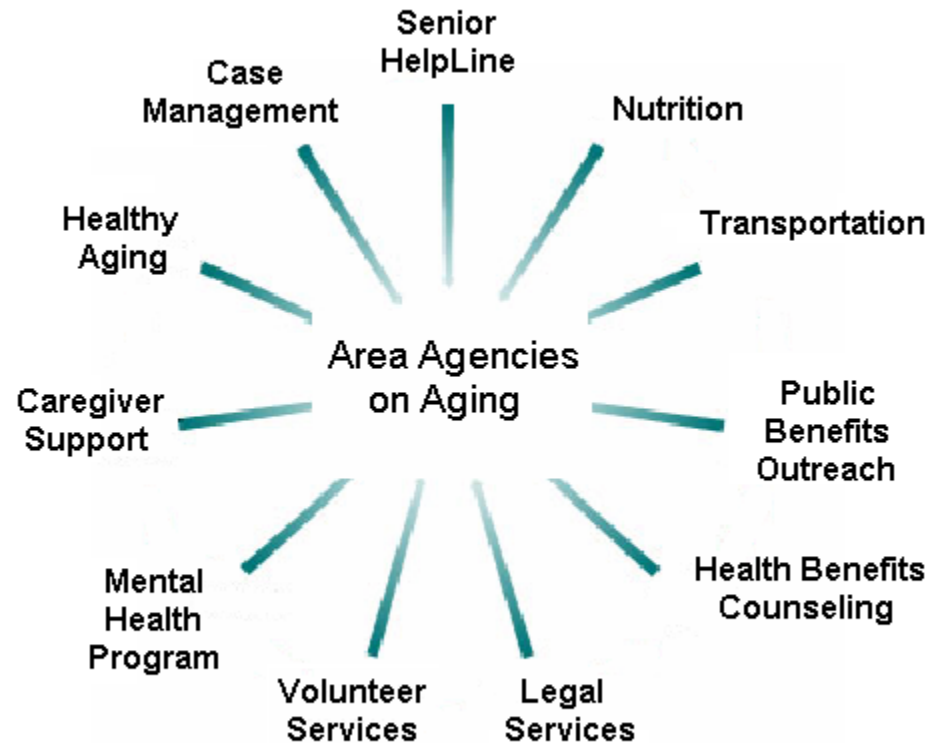 Senior
HelpLine
Case
Management
Nutrition
Healthy
Aging
Transportation
Area Agencies
on Aging
Caregiver
Support
Public
Benefits
Outreach
Mental
Health
Program
Health Benefits
Counseling
Volunteer
Services
Legal
Services